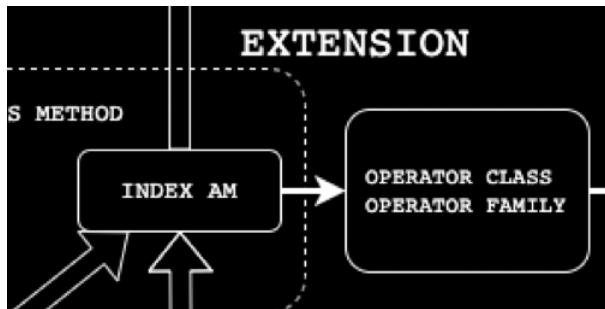 EXTENSION
S METHOD
INDEX AM
OPERATOR CLASS
OPERATOR FAMILY